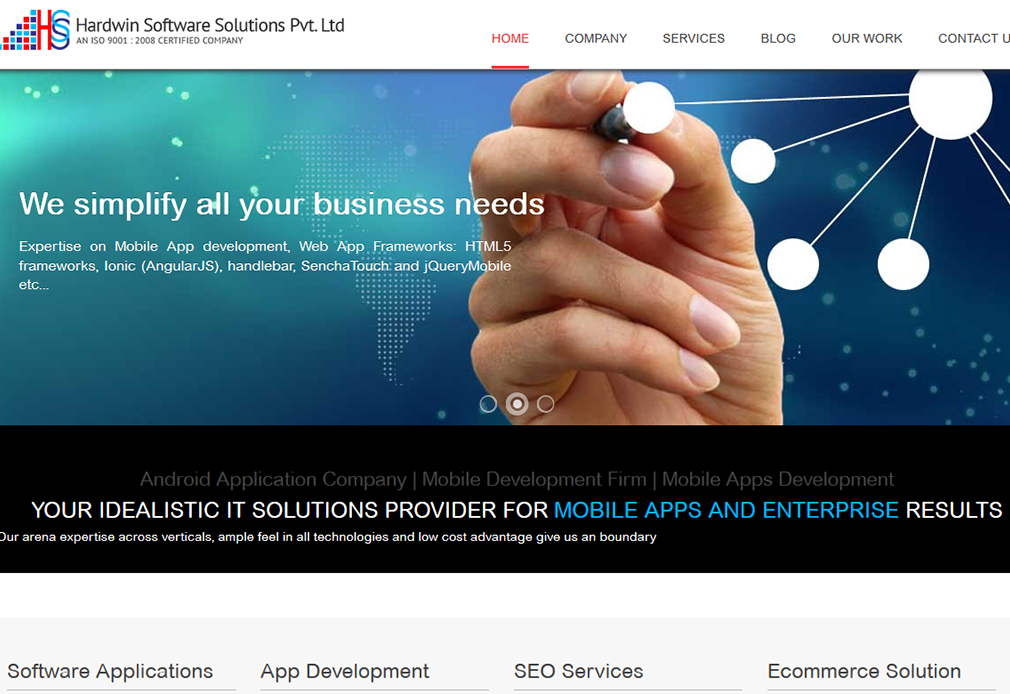 HS Hardwin Software Solutions Pvt. Ltd
AN ISO 9001 : 2008 CERTIFIED COMPANY
HOME COMPANY SERVICES BLOG OUR WORK CONTACT U
We simplify all your business needs
Expertise on Mobile App development, Web App Frameworks: HTML5
frameworks, Ionic (AngularJS), handlebar, SenchaTouch and jQueryMobile
etc...
Android Application Company | Mobile Development Firm | Mobile Apps Development
YOUR IDEALISTIC IT SOLUTIONS PROVIDER FOR MOBILE APPS AND ENTERPRISE RESULTS
Our arena expertise across verticals, ample feel in all technologies and low cost advantage give us an boundary
Software Applications App Development SEO Services Ecommerce Solution